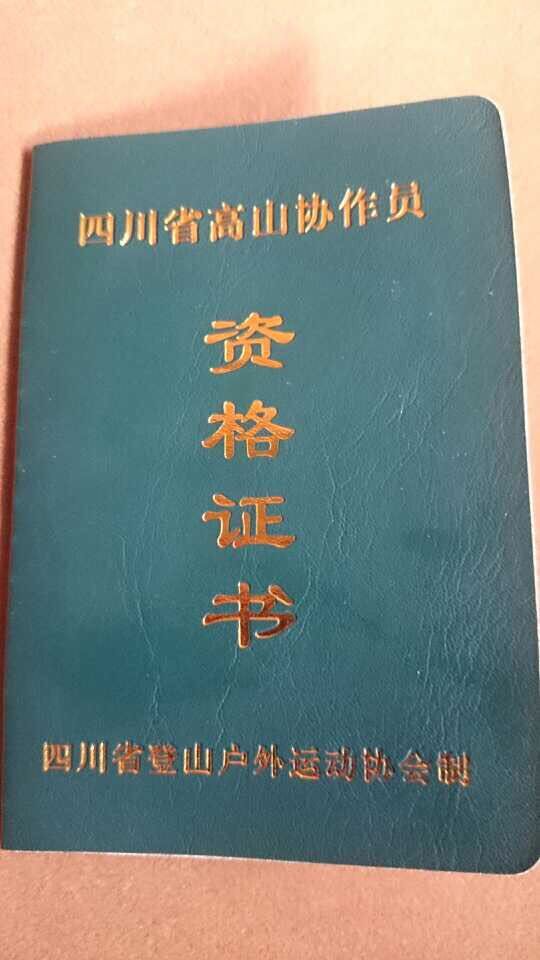 四川省高山协作员
资
格
证
书
四川省登山户外运动协会制